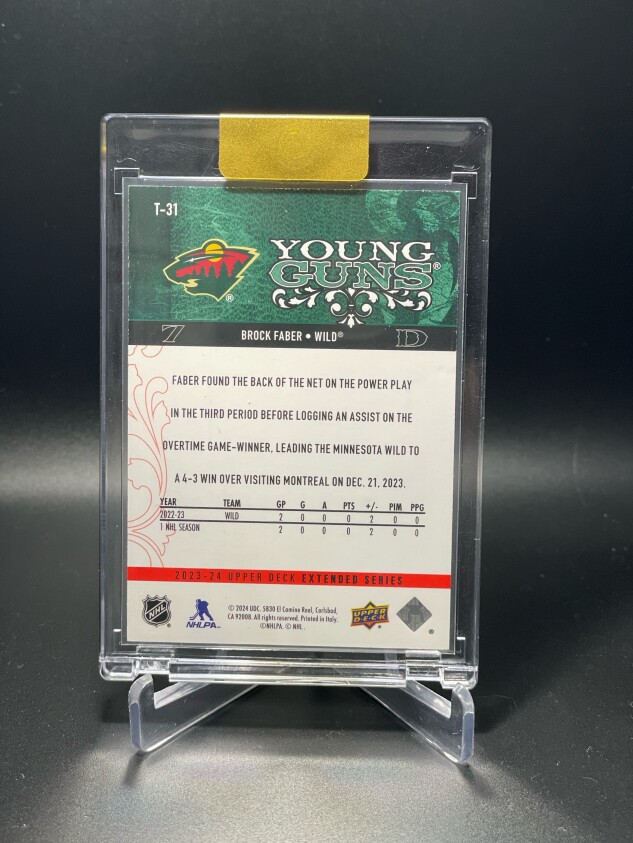 T-31
YOUNG
GUNS®
®
7 BROCK FABER • WILD® D
FABER FOUND THE BACK OF THE NET ON THE POWER PLAY
IN THE THIRD PERIOD BEFORE LOGGING AN ASSIST ON THE
OVERTIME GAME-WINNER, LEADING THE MINNESOTA WILD TO
A 4-3 WIN OVER VISITING MONTREAL ON DEC. 21, 2023.
YEAR TEAM GP G A PTS +/- PIM PPG
2022-23 WILD 2 0 0 0 2 0 0
1 NHL SEASON 2 0 0 0 2 0 0
2023-24 UPPER DECK EXTENDED SERIES
NHL
NHLPA
© 2024 UDC. 5830 El Camino Real, Carlsbad,
CA 92008. All rights reserved. Printed in Italy.
©NHLPA. © NHL.
UPPER
DECK
®